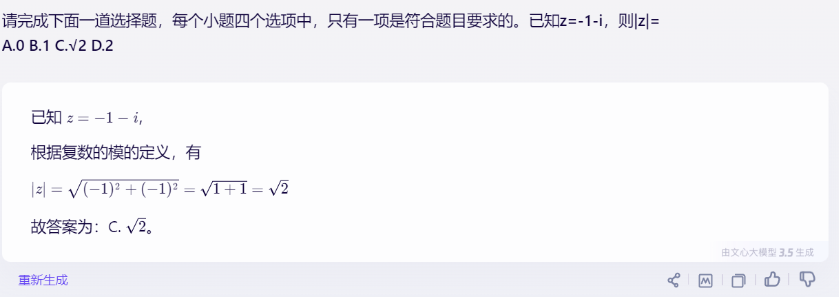 请完成下面一道选择题，每个小题四个选项中，只有一项是符合题目要求的。已知z=-1-i，则|z|=
A.0 B.1 C.√2 D.2
已知 z = −1 − i,
根据复数的模的定义，有
|z| = √(−1)² + (−1)² = √1 + 1 = √2
故答案为：C. √2。
由文心大模型 3.5 生成
重新生成